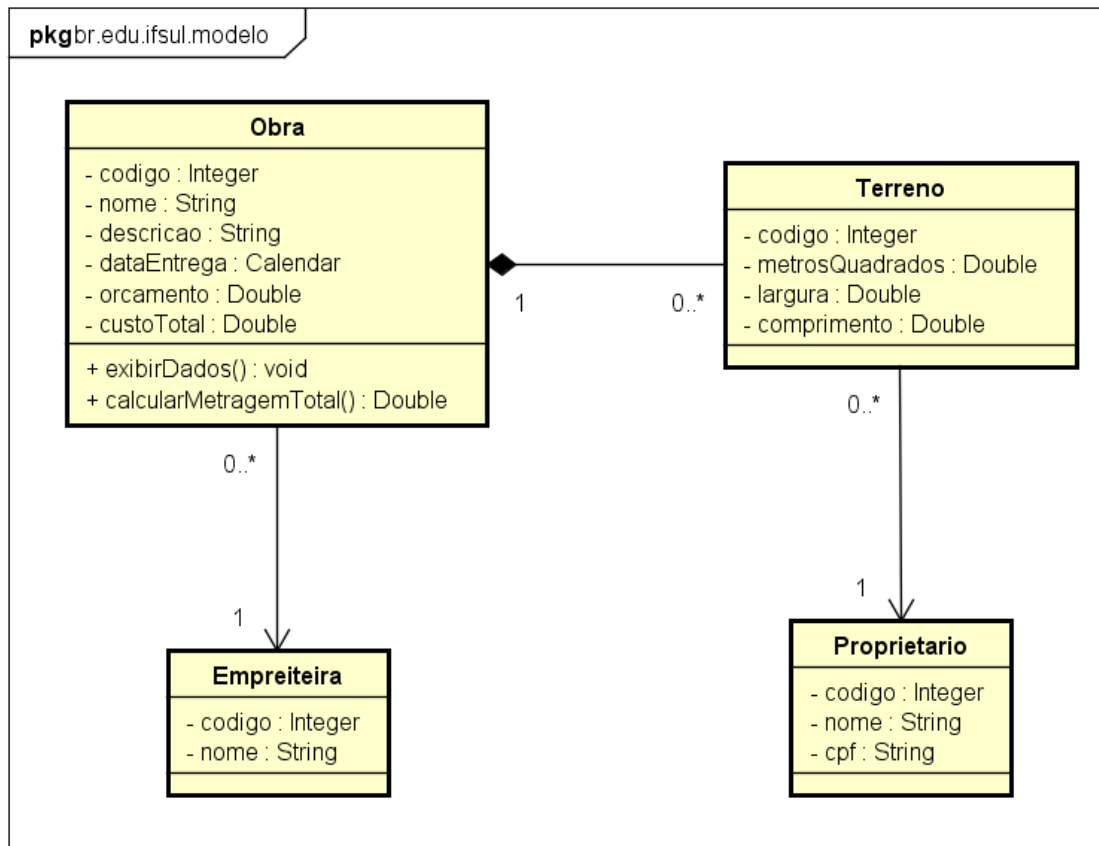 pkg br.edu.ifsul.modelo
Obra
- codigo : Integer
- nome : String
- descricao : String
- dataEntrega : Calendar
- orcamento : Double
- custoTotal : Double
+ exibirDados() : void
+ calcularMetragemTotal() : Double
1
0..*
Terreno
- codigo : Integer
- metrosQuadrados : Double
- largura : Double
- comprimento : Double
0..*
1
Empreiteira
- codigo : Integer
- nome : String
0..*
1
Proprietario
- codigo : Integer
- nome : String
- cpf : String